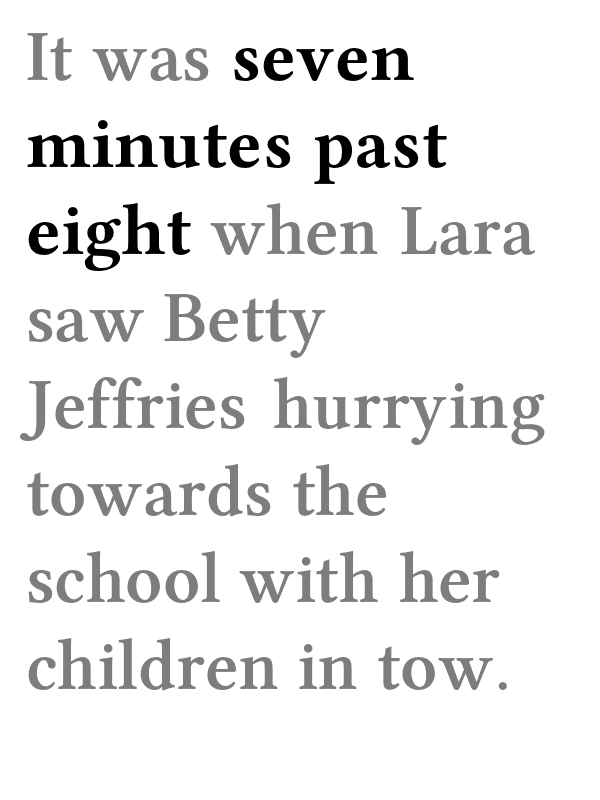 It was seven
minutes past
eight when Lara
saw Betty
Jeffries hurrying
towards the
school with her
children in tow.